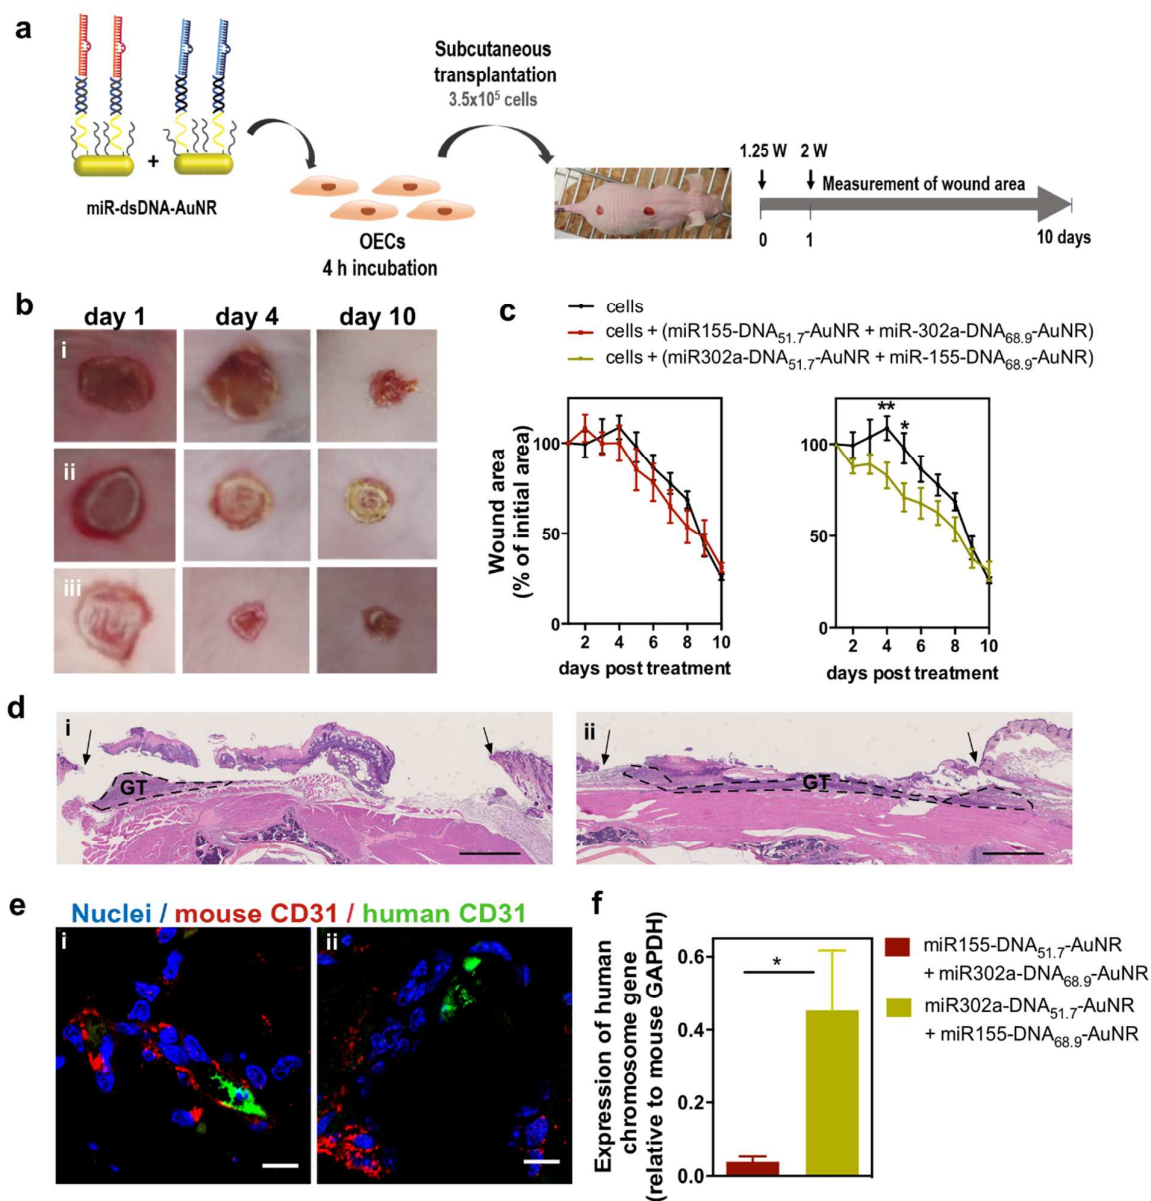 a
miR-dsDNA-AuNR
+
OECs
4 h incubation
Subcutaneous
transplantation
3.5x10⁵ cells
1.25 W
2 W
Measurement of wound area
0
1
10 days
b
day 1
day 4
day 10
i
ii
iii
c
cells
cells + (miR155-DNA51.7-AuNR + miR-302a-DNA68.9-AuNR)
cells + (miR302a-DNA51.7-AuNR + miR-155-DNA68.9-AuNR)
Wound area
(% of initial area)
100
50
0
2
4
6
8
10
days post treatment
**
*
100
50
0
2
4
6
8
10
days post treatment
d
i
GT
ii
GT
e
Nuclei / mouse CD31 / human CD31
i
ii
f
Expression of human
chromosome gene
(relative to mouse GAPDH)
0.6
0.4
0.2
0.0
*
miR155-DNA51.7-AuNR
+ miR302a-DNA68.9-AuNR
miR302a-DNA51.7-AuNR
+ miR155-DNA68.9-AuNR